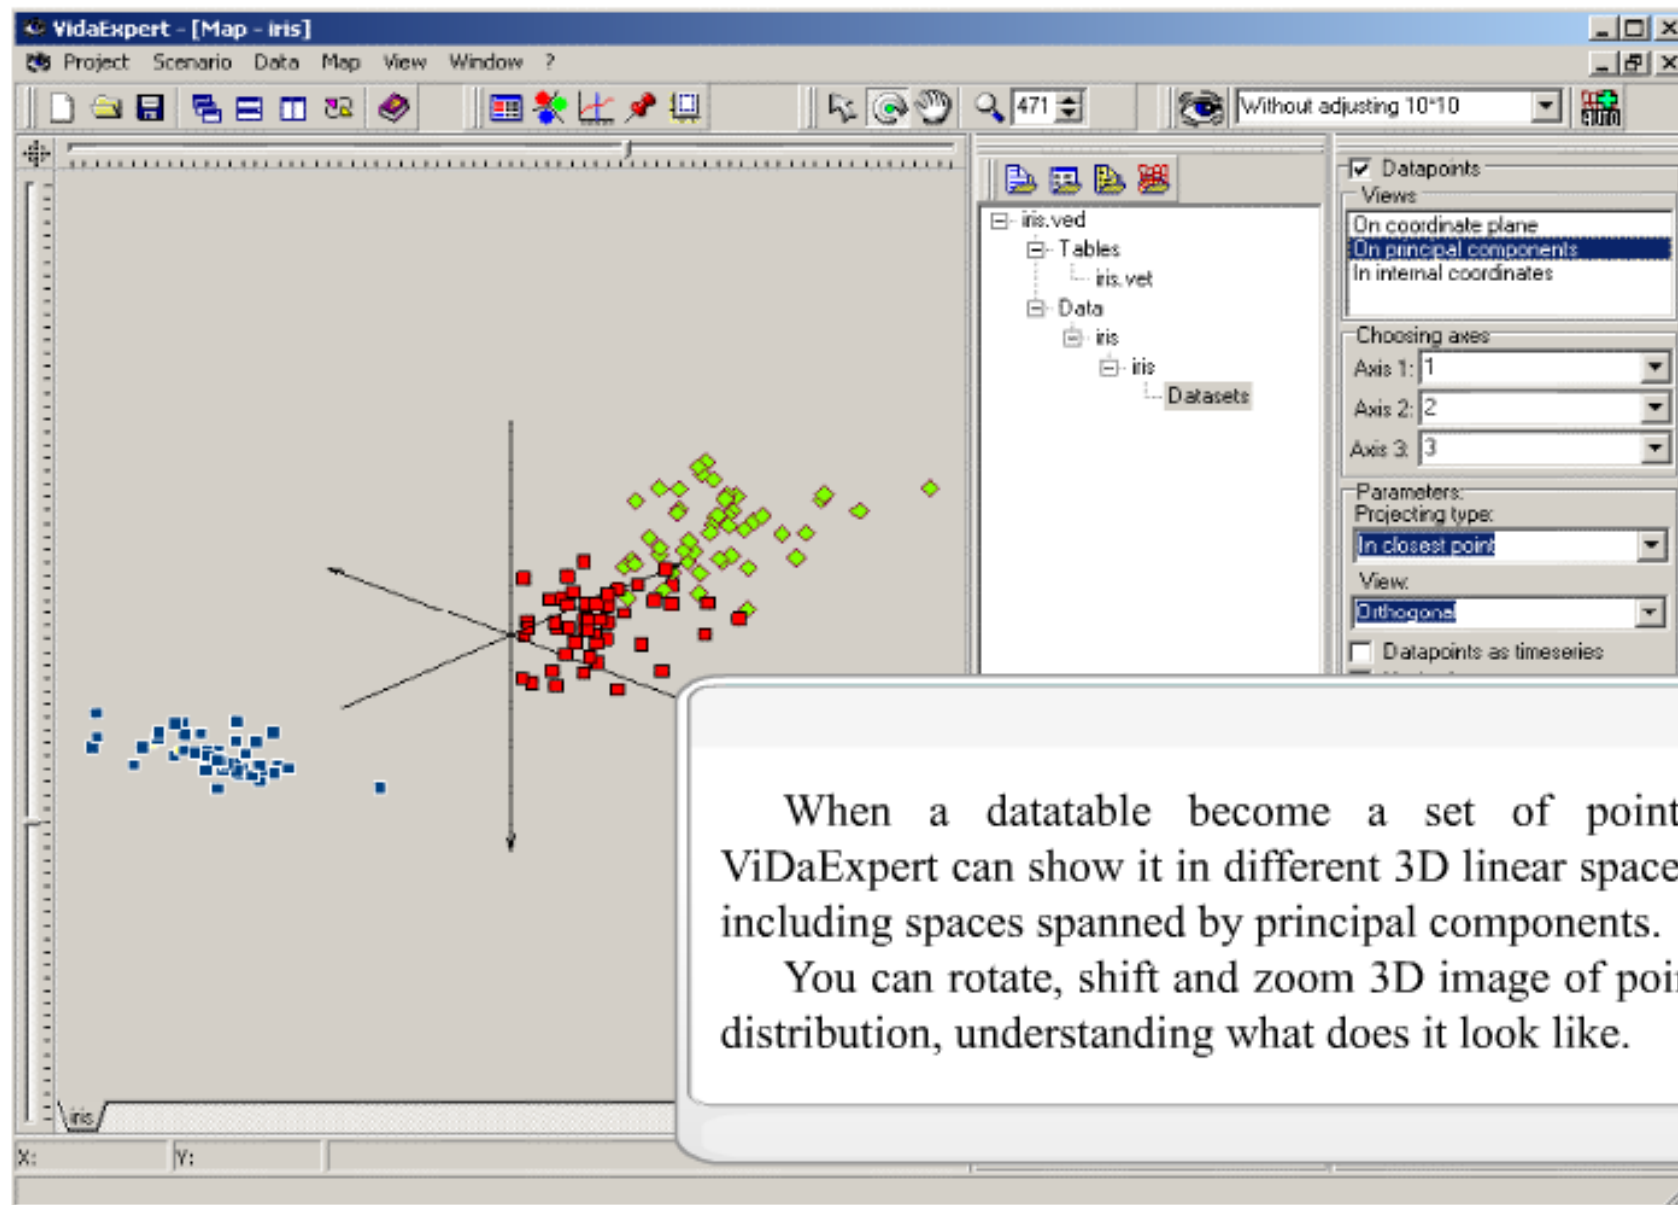 VidaExpert - [Map - iris]
Project Scenario Data Map View Window ?
471
Without adjusting 10*10
iris.ved
Tables
iris.vet
Data
iris
iris
Datasets
Datapoints
Views
On coordinate plane
On principal components
In internal coordinates
Choosing axes
Axis 1: 1
Axis 2: 2
Axis 3: 3
Parameters:
Projecting type:
In closest point
View:
Orthogonal
Datapoints as timeseries
When a datatable become a set of point
ViDaExpert can show it in different 3D linear space
including spaces spanned by principal components.
You can rotate, shift and zoom 3D image of poi
distribution, understanding what does it look like.
iris
X: Y: